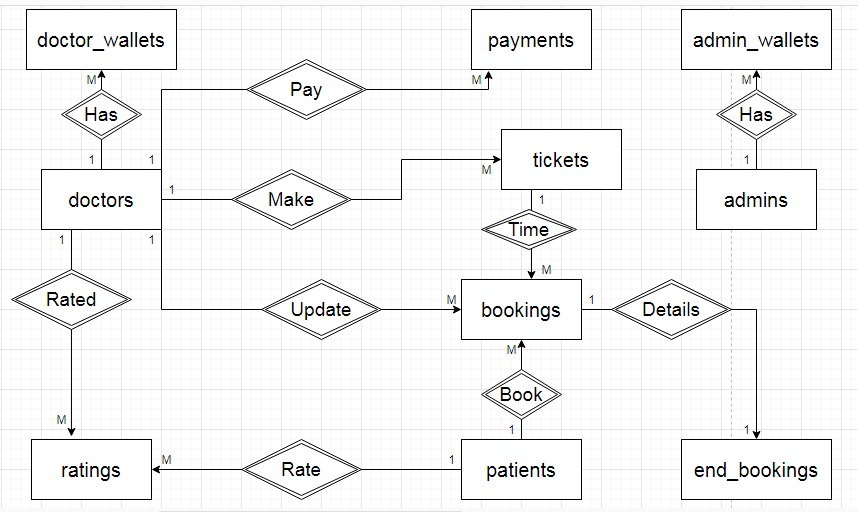 doctor_wallets
payments
admin_wallets
M
Pay
M
M
Has
Has
1
1
1
tickets
1
M
doctors
Make
1
admins
1
1
Time
M
Rated
M
bookings
1
Details
Update
M
Book
M
1
1
1
ratings
M
Rate
patients
end_bookings